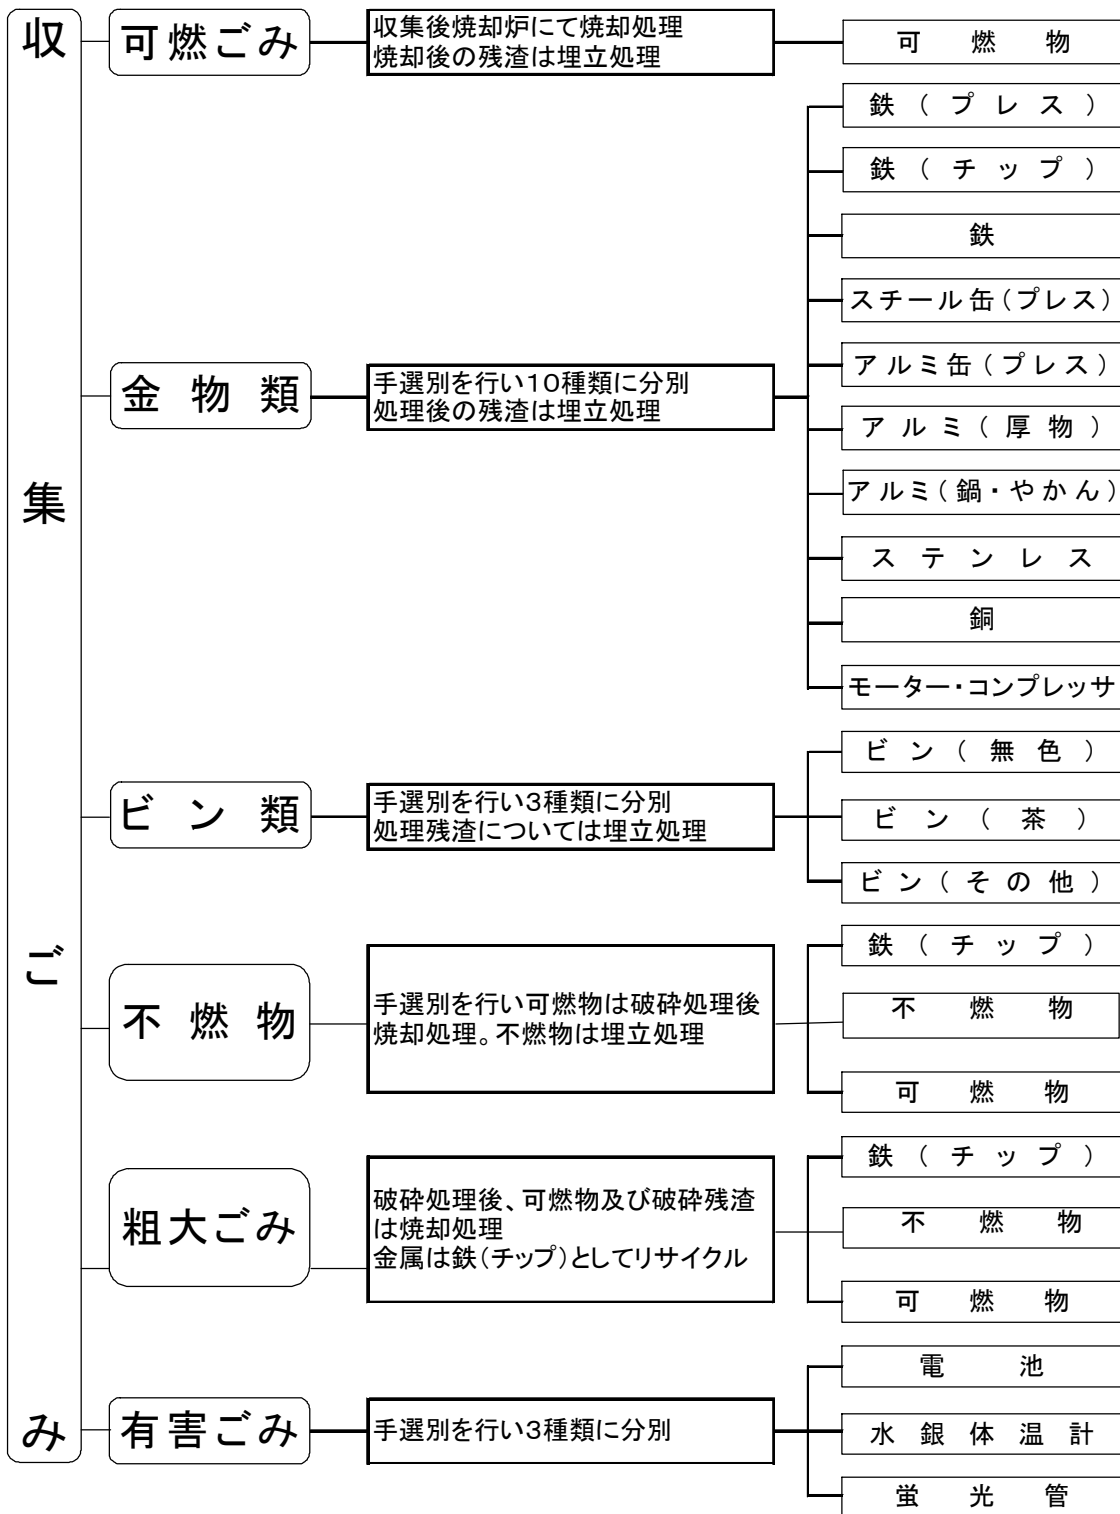 収集ごみ
可燃ごみ
収集後焼却炉にて焼却処理
焼却後の残渣は埋立処理
可燃物
鉄(プレス)
鉄(チップ)
鉄
スチール缶(プレス)
アルミ缶(プレス)
アルミ(厚物)
アルミ(鍋・やかん)
ステンレス
銅
モーター・コンプレッサ
金物類
手選別を行い10種類に分別
処理後の残渣は埋立処理
ビン類
手選別を行い3種類に分別
処理残渣については埋立処理
ビン(無色)
ビン(茶)
ビン(その他)
不燃物
手選別を行い可燃物は破砕処理後
焼却処理。不燃物は埋立処理
鉄(チップ)
不燃物
可燃物
粗大ごみ
破砕処理後、可燃物及び破砕残渣
は焼却処理
金属は鉄(チップ)としてリサイクル
鉄(チップ)
不燃物
可燃物
有害ごみ
手選別を行い3種類に分別
電池
水銀体温計
蛍光管